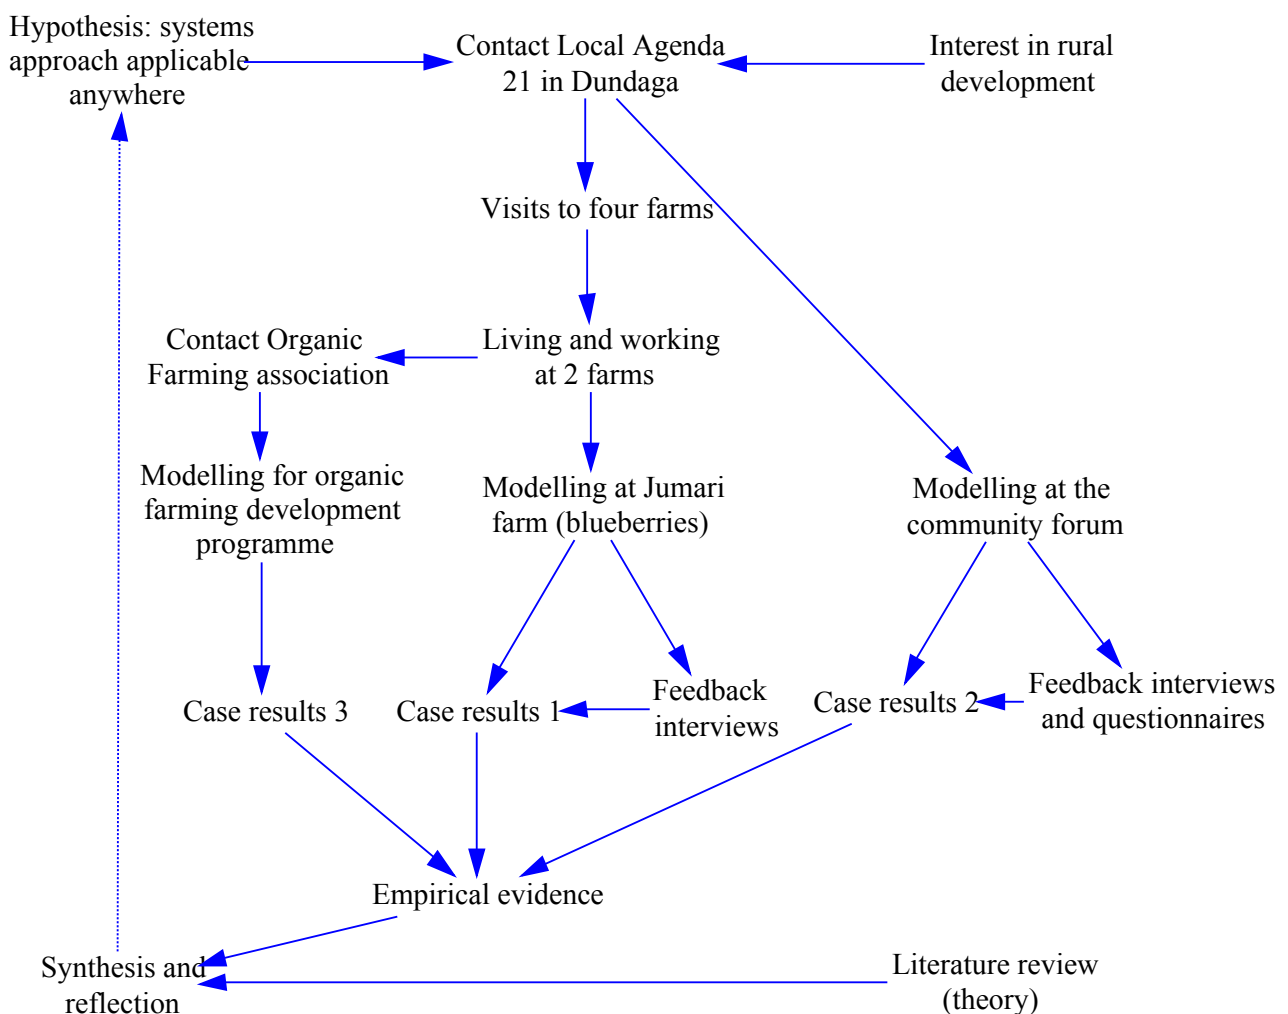 Hypothesis: systems
approach applicable
anywhere
Contact Local Agenda
21 in Dundaga
Interest in rural
development
Visits to four farms
Contact Organic
Farming association
Living and working
at 2 farms
Modelling for organic
farming development
programme
Modelling at Jumari
farm (blueberries)
Modelling at the
community forum
Case results 3
Case results 1
Feedback
interviews
Case results 2
Feedback interviews
and questionnaires
Empirical evidence
Synthesis and
reflection
Literature review
(theory)